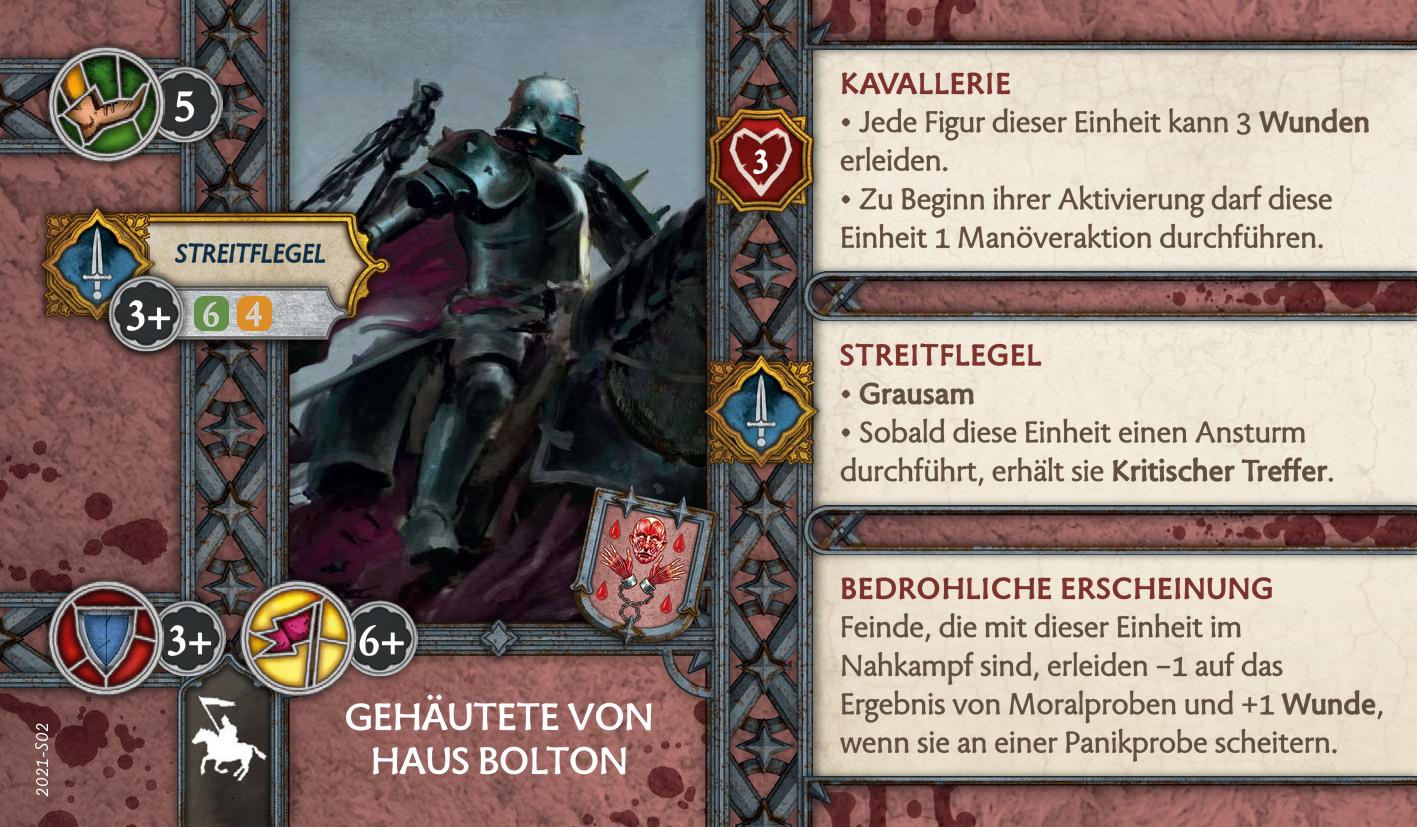 5
STREITFLEGEL
3+ 6 4
3+ 6+
GEHÄUTETE VON
HAUS BOLTON
2021-S02
3
KAVALLERIE
• Jede Figur dieser Einheit kann 3 Wunden
erleiden.
• Zu Beginn ihrer Aktivierung darf diese
Einheit 1 Manöveraktion durchführen.
STREITFLEGEL
• Grausam
• Sobald diese Einheit einen Ansturm
durchführt, erhält sie Kritischer Treffer.
BEDROHLICHE ERSCHEINUNG
Feinde, die mit dieser Einheit im
Nahkampf sind, erleiden –1 auf das
Ergebnis von Moralproben und +1 Wunde,
wenn sie an einer Panikprobe scheitern.